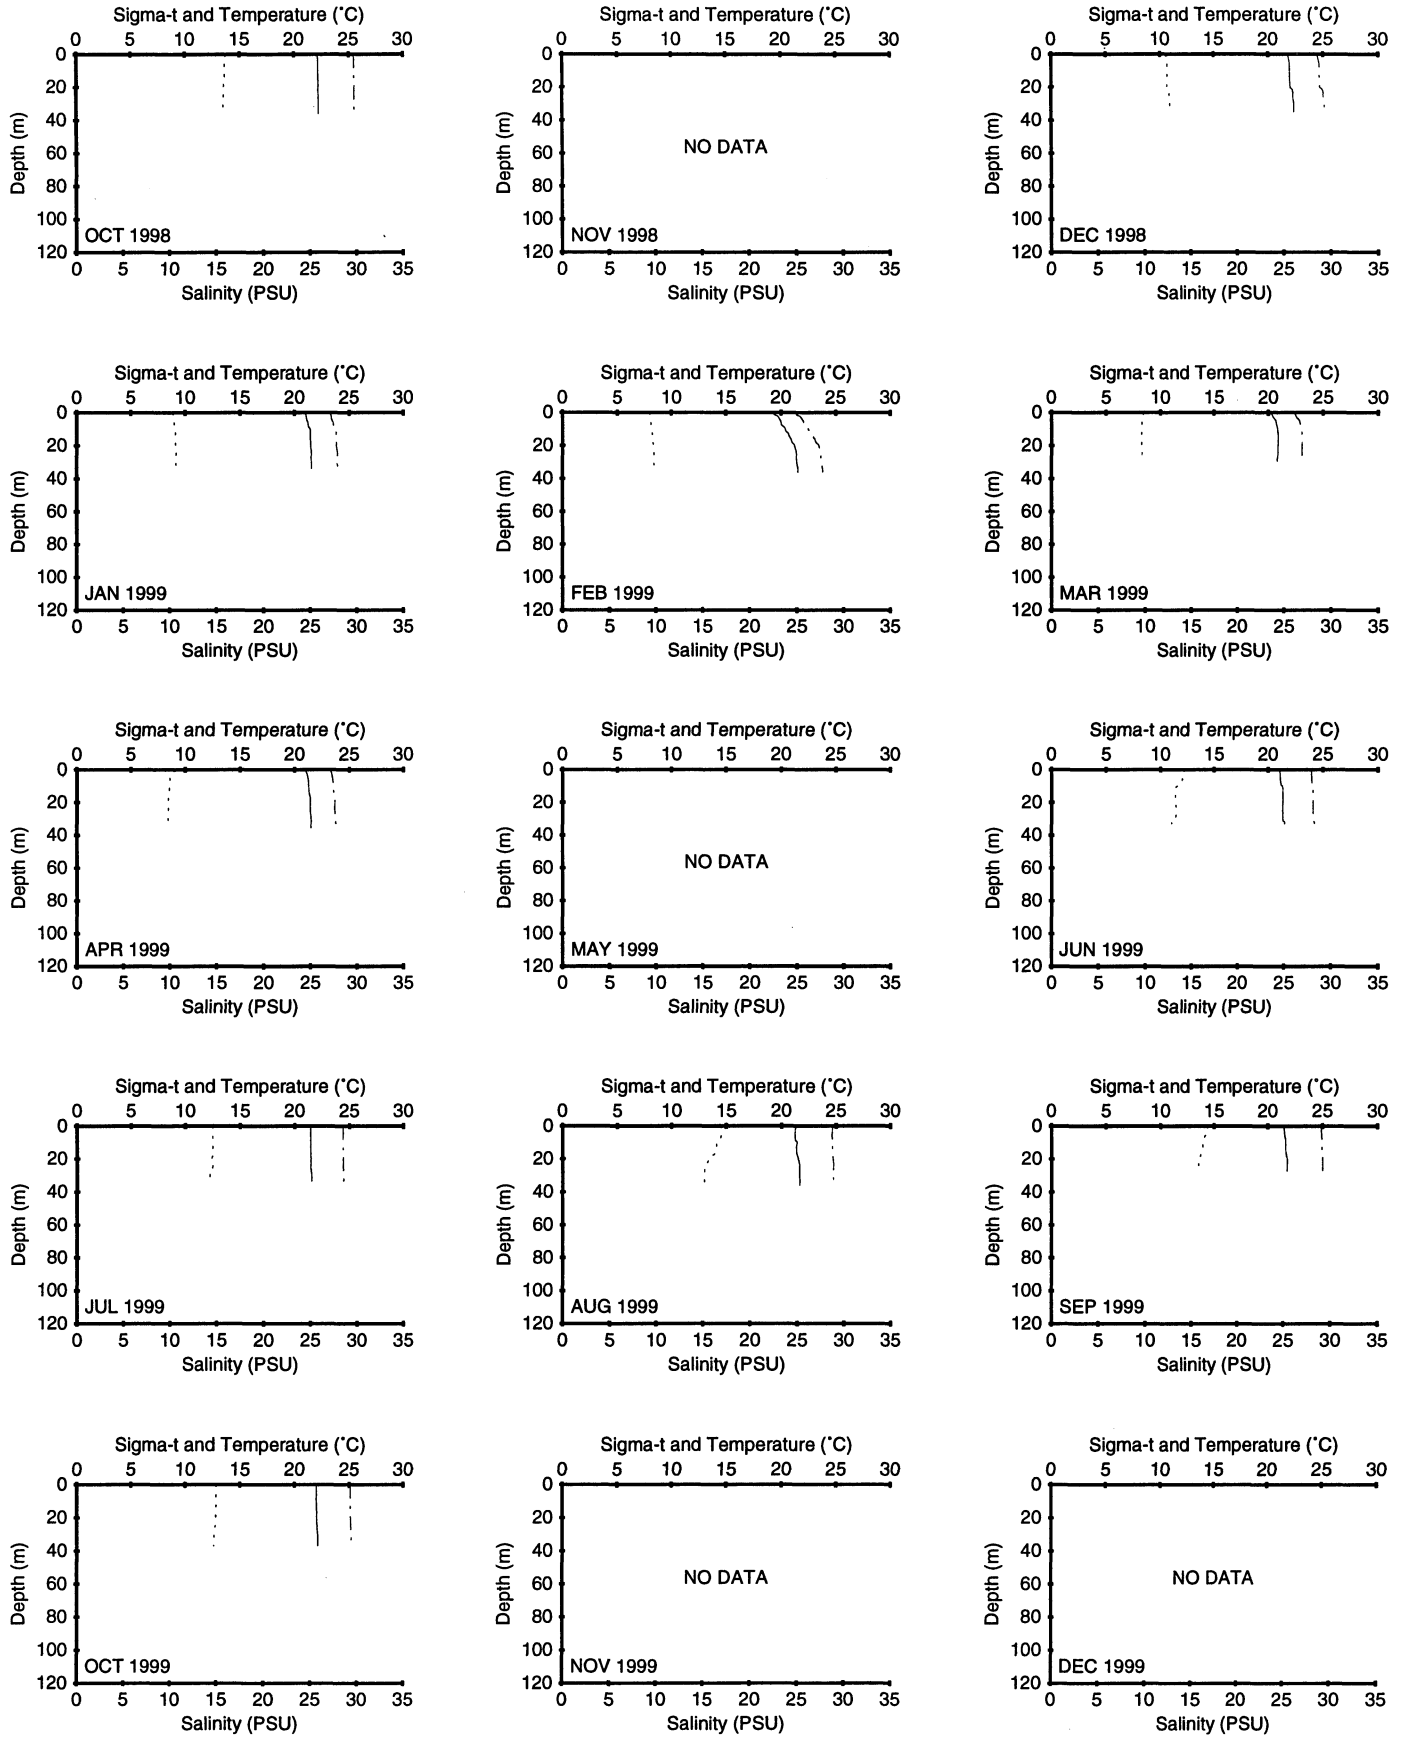 Sigma-t and Temperature (˚C) Sigma-t and Temperature (˚C) Sigma-t and Temperature (˚C)
0 5 10 15 20 25 30 0 5 10 15 20 25 30 0 5 10 15 20 25 30
0 0 0
20 20 20
40 40 40
Depth (m) 60 Depth (m) 60 NO DATA Depth (m) 60
80 80 80
100 100 100
OCT 1998 NOV 1998 DEC 1998
120 120 120
0 5 10 15 20 25 30 35 0 5 10 15 20 25 30 35 0 5 10 15 20 25 30 35
Salinity (PSU) Salinity (PSU) Salinity (PSU)
Sigma-t and Temperature (˚C) Sigma-t and Temperature (˚C) Sigma-t and Temperature (˚C)
0 5 10 15 20 25 30 0 5 10 15 20 25 30 0 5 10 15 20 25 30
0 0 0
20 20 20
40 40 40
Depth (m) 60 Depth (m) 60 Depth (m) 60
80 80 80
100 100 100
JAN 1999 FEB 1999 MAR 1999
120 120 120
0 5 10 15 20 25 30 35 0 5 10 15 20 25 30 35 0 5 10 15 20 25 30 35
Salinity (PSU) Salinity (PSU) Salinity (PSU)
Sigma-t and Temperature (˚C) Sigma-t and Temperature (˚C) Sigma-t and Temperature (˚C)
0 5 10 15 20 25 30 0 5 10 15 20 25 30 0 5 10 15 20 25 30
0 0 0
20 20 20
40 40 40
Depth (m) 60 Depth (m) 60 NO DATA Depth (m) 60
80 80 80
100 100 100
APR 1999 MAY 1999 JUN 1999
120 120 120
0 5 10 15 20 25 30 35 0 5 10 15 20 25 30 35 0 5 10 15 20 25 30 35
Salinity (PSU) Salinity (PSU) Salinity (PSU)
Sigma-t and Temperature (˚C) Sigma-t and Temperature (˚C) Sigma-t and Temperature (˚C)
0 5 10 15 20 25 30 0 5 10 15 20 25 30 0 5 10 15 20 25 30
0 0 0
20 20 20
40 40 40
Depth (m) 60 Depth (m) 60 Depth (m) 60
80 80 80
100 100 100
JUL 1999 AUG 1999 SEP 1999
120 120 120
0 5 10 15 20 25 30 35 0 5 10 15 20 25 30 35 0 5 10 15 20 25 30 35
Salinity (PSU) Salinity (PSU) Salinity (PSU)
Sigma-t and Temperature (˚C) Sigma-t and Temperature (˚C) Sigma-t and Temperature (˚C)
0 5 10 15 20 25 30 0 5 10 15 20 25 30 0 5 10 15 20 25 30
0 0 0
20 20 20
40 40 40
Depth (m) 60 Depth (m) 60 NO DATA Depth (m) 60 NO DATA
80 80 80
100 100 100
OCT 1999 NOV 1999 DEC 1999
120 120 120
0 5 10 15 20 25 30 35 0 5 10 15 20 25 30 35 0 5 10 15 20 25 30 35
Salinity (PSU) Salinity (PSU) Salinity (PSU)